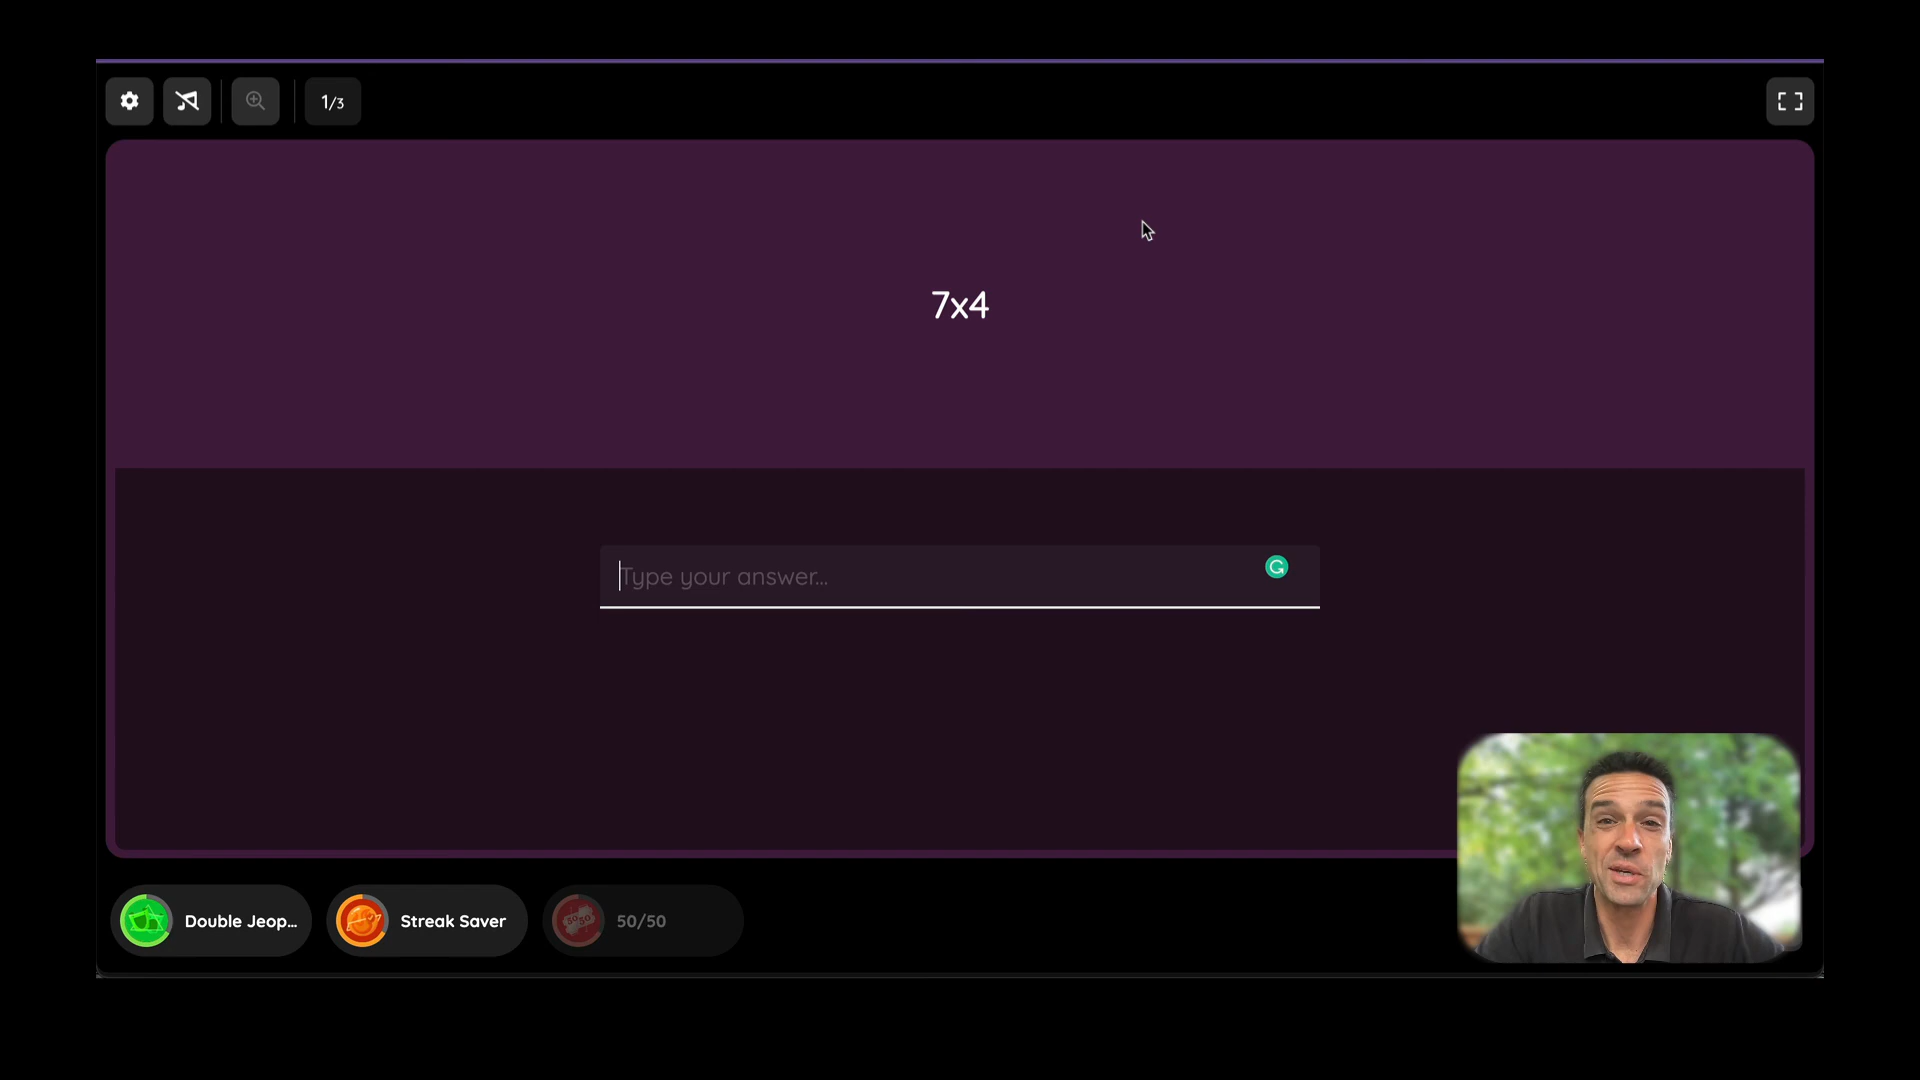 1/3
7x4
Type your answer...
Double Jeop...
Streak Saver
50/50